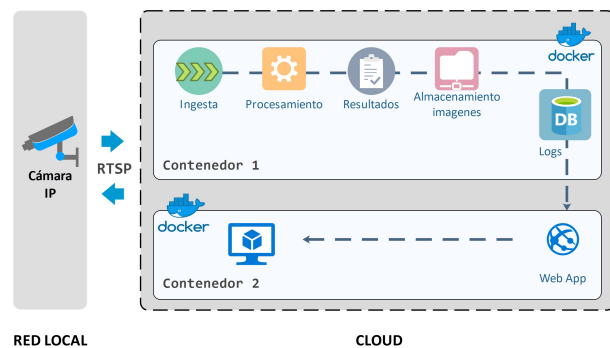 docker
Ingesta
Procesamiento
Resultados
Almacenamiento
imagenes
DB
Logs
Contenedor 1
Cámara
IP
RTSP
docker
Contenedor 2
Web App
RED LOCAL
CLOUD